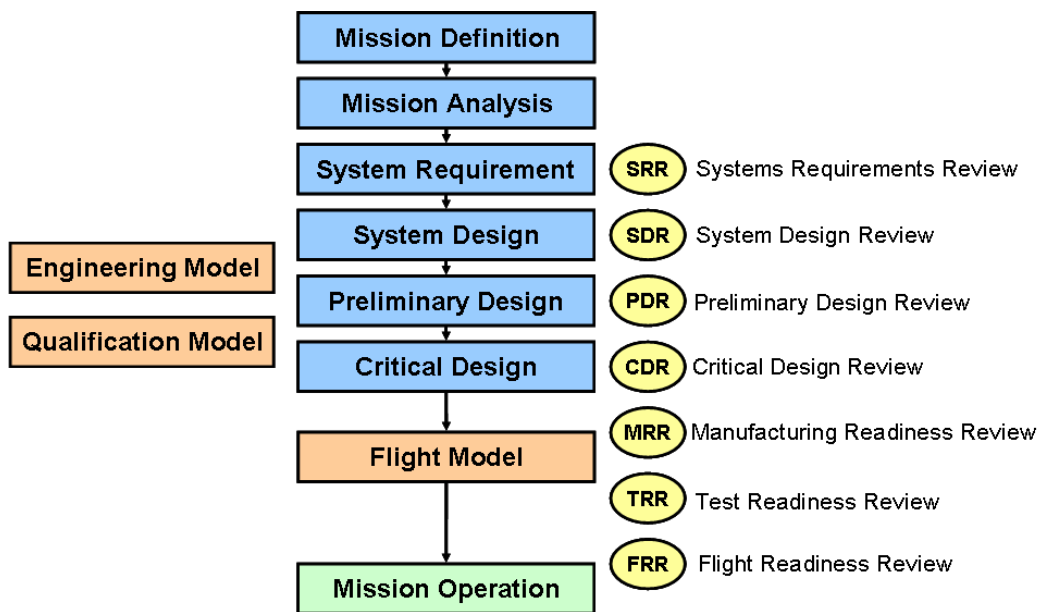 Mission Definition
Mission Analysis
System Requirement
SRR Systems Requirements Review
System Design
SDR System Design Review
Engineering Model
Preliminary Design
PDR Preliminary Design Review
Qualification Model
Critical Design
CDR Critical Design Review
MRR Manufacturing Readiness Review
Flight Model
TRR Test Readiness Review
FRR Flight Readiness Review
Mission Operation